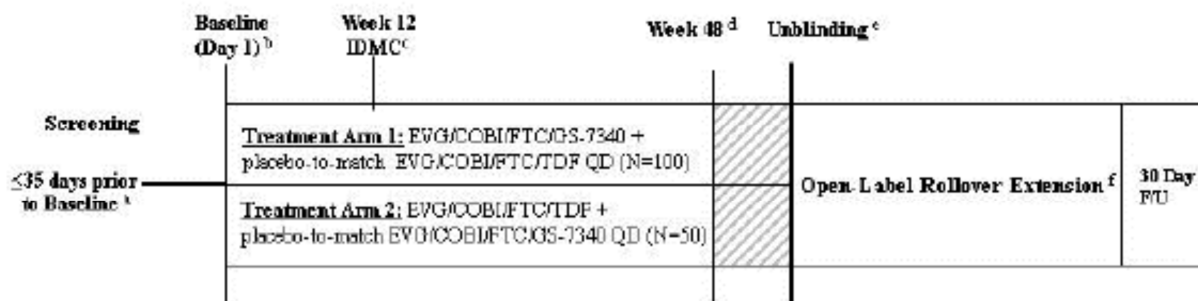 Baseline
(Day 1) b
Week 12
IDMC c
Week 48 d
Unblinding e
Screening
≤35 days prior
to Baseline a
Treatment Arm 1: EVG/COBI/FTC/GS-7340 +
placebo-to-match EVG/COBI/FTC/TDF QD (N=100)
Treatment Arm 2: EVG/COBI/FTC/TDF +
placebo-to-match EVG/COBI/FTC/GS-7340 QD (N=50)
Open-Label Rollover Extension f
30 Day
F/U